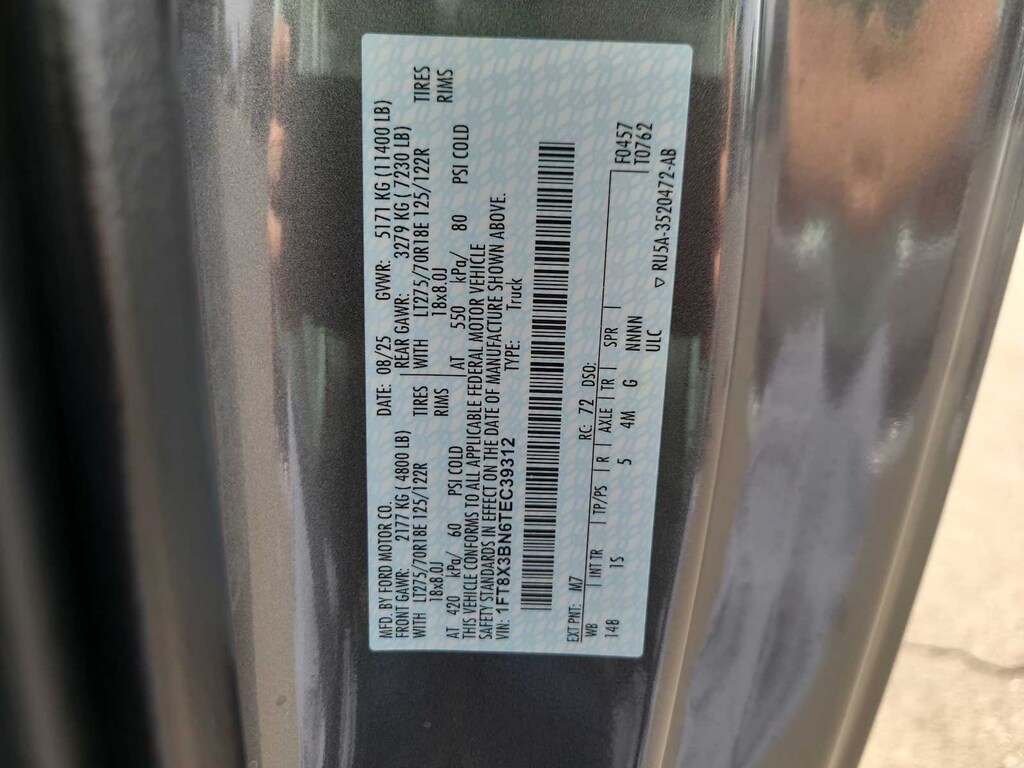 MFD. BY FORD MOTOR CO. DATE: 08/25 GVWR: 5171 KG (11400 LB)
FRONT GAWR: 2177 KG ( 4800 LB) REAR GAWR: 3279 KG ( 7230 LB)
WITH LT275/70R18E 125/122R TIRES WITH LT275/70R18E 125/122R TIRES
18x8.0J RIMS 18x8.0J RIMS
AT 420 kPa/ 60 PSI COLD AT 550 kPa/ 80 PSI COLD
THIS VEHICLE CONFORMS TO ALL APPLICABLE FEDERAL MOTOR VEHICLE
SAFETY STANDARDS IN EFFECT ON THE DATE OF MANUFACTURE SHOWN ABOVE.
VIN: 1FT8X3BN6TEC39312 TYPE: Truck
EXT PNT: M7 RC: 72 DSO:
WB INT TR TP/PS R AXLE TR SPR F0457
148 1S 5 4M G NNNN T0762
ULC
▽ RU5A-3520472-AB